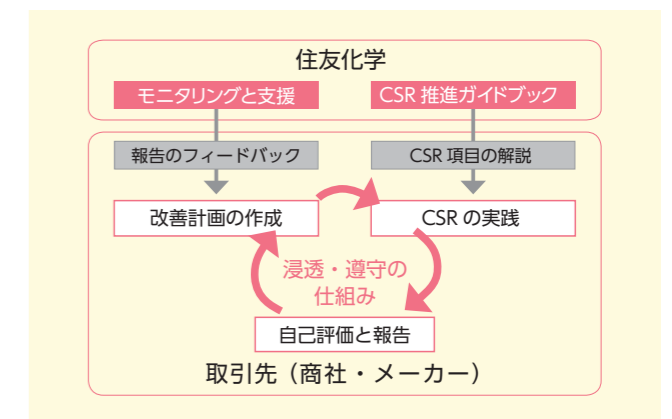 住友化学
モニタリングと支援
CSR 推進ガイドブック
報告のフィードバック
CSR 項目の解説
改善計画の作成
CSR の実践
浸透・遵守の
仕組み
自己評価と報告
取引先（商社・メーカー）